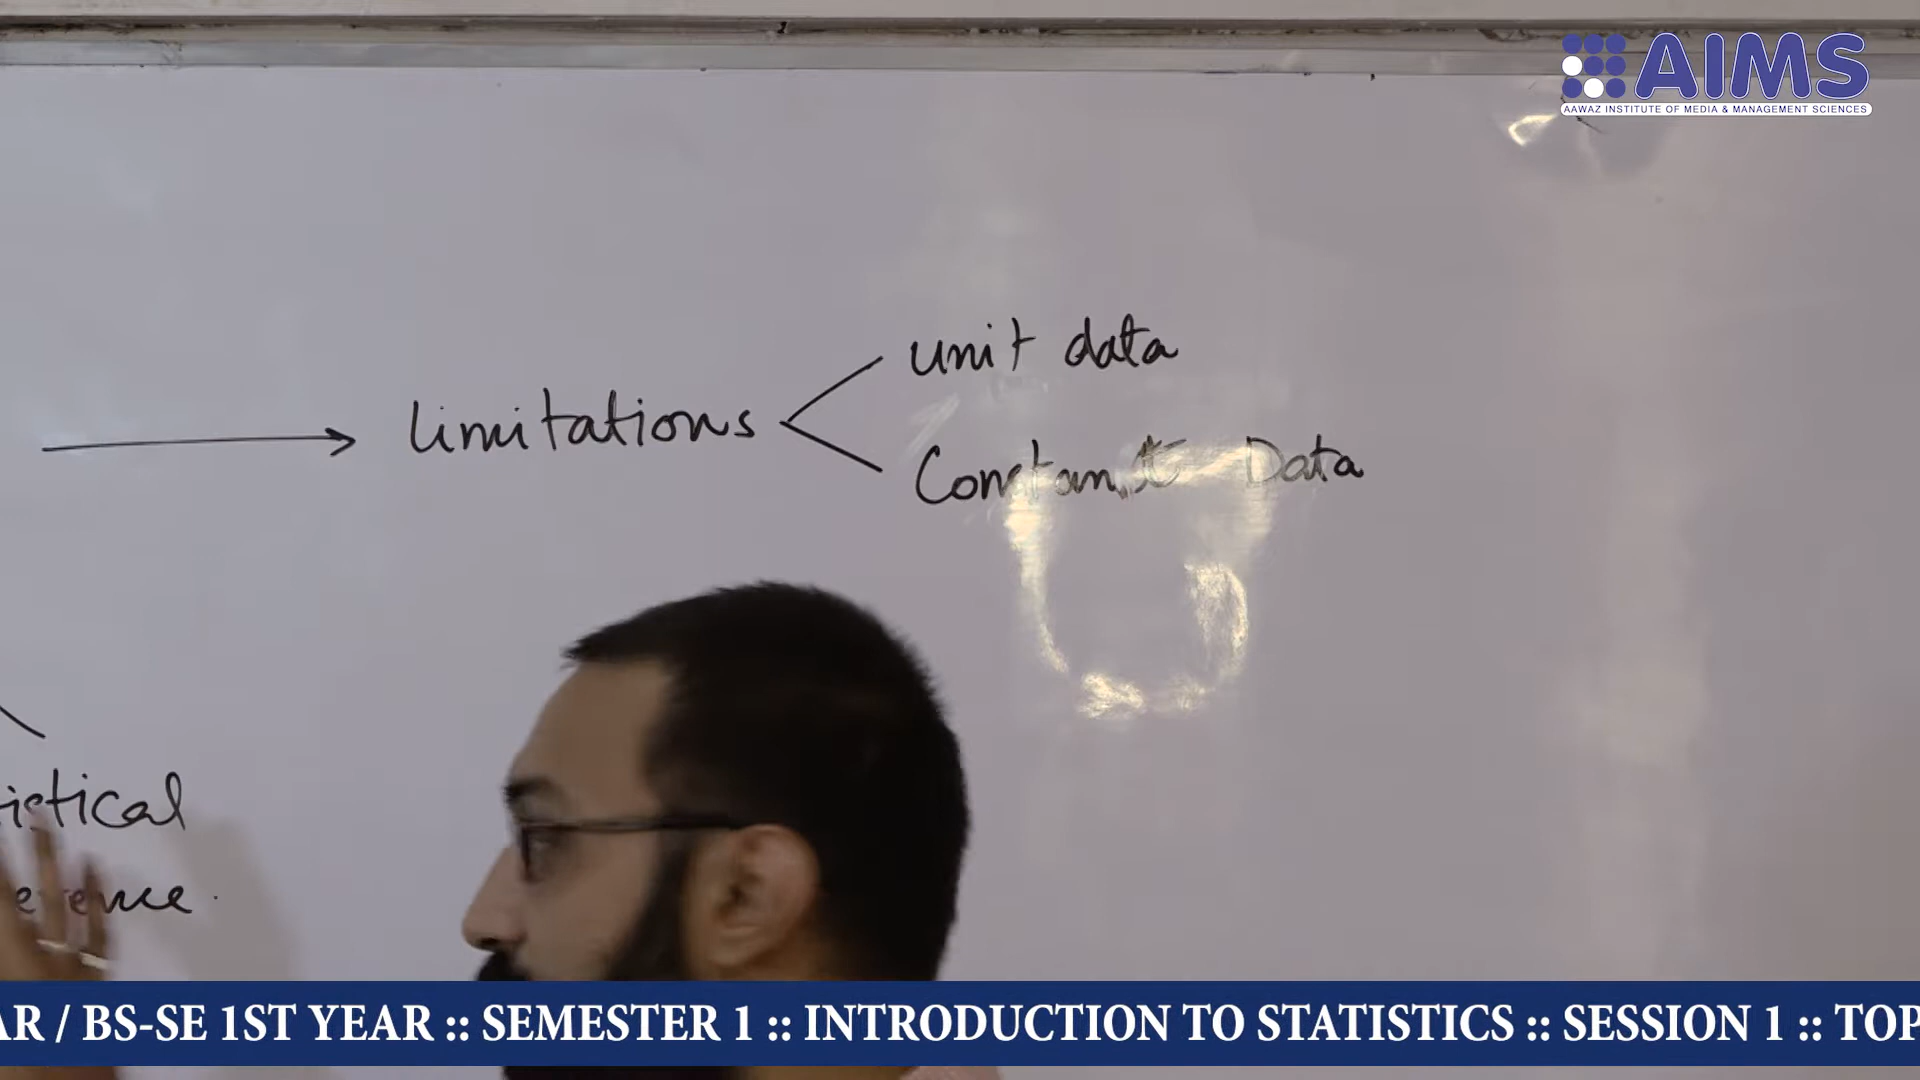 AIMS
AAWAZ INSTITUTE OF MEDIA & MANAGEMENT SCIENCES
unit data
limitations
Constant Data
istical
erence.
AR / BS-SE 1ST YEAR :: SEMESTER 1 :: INTRODUCTION TO STATISTICS :: SESSION 1 :: TOP